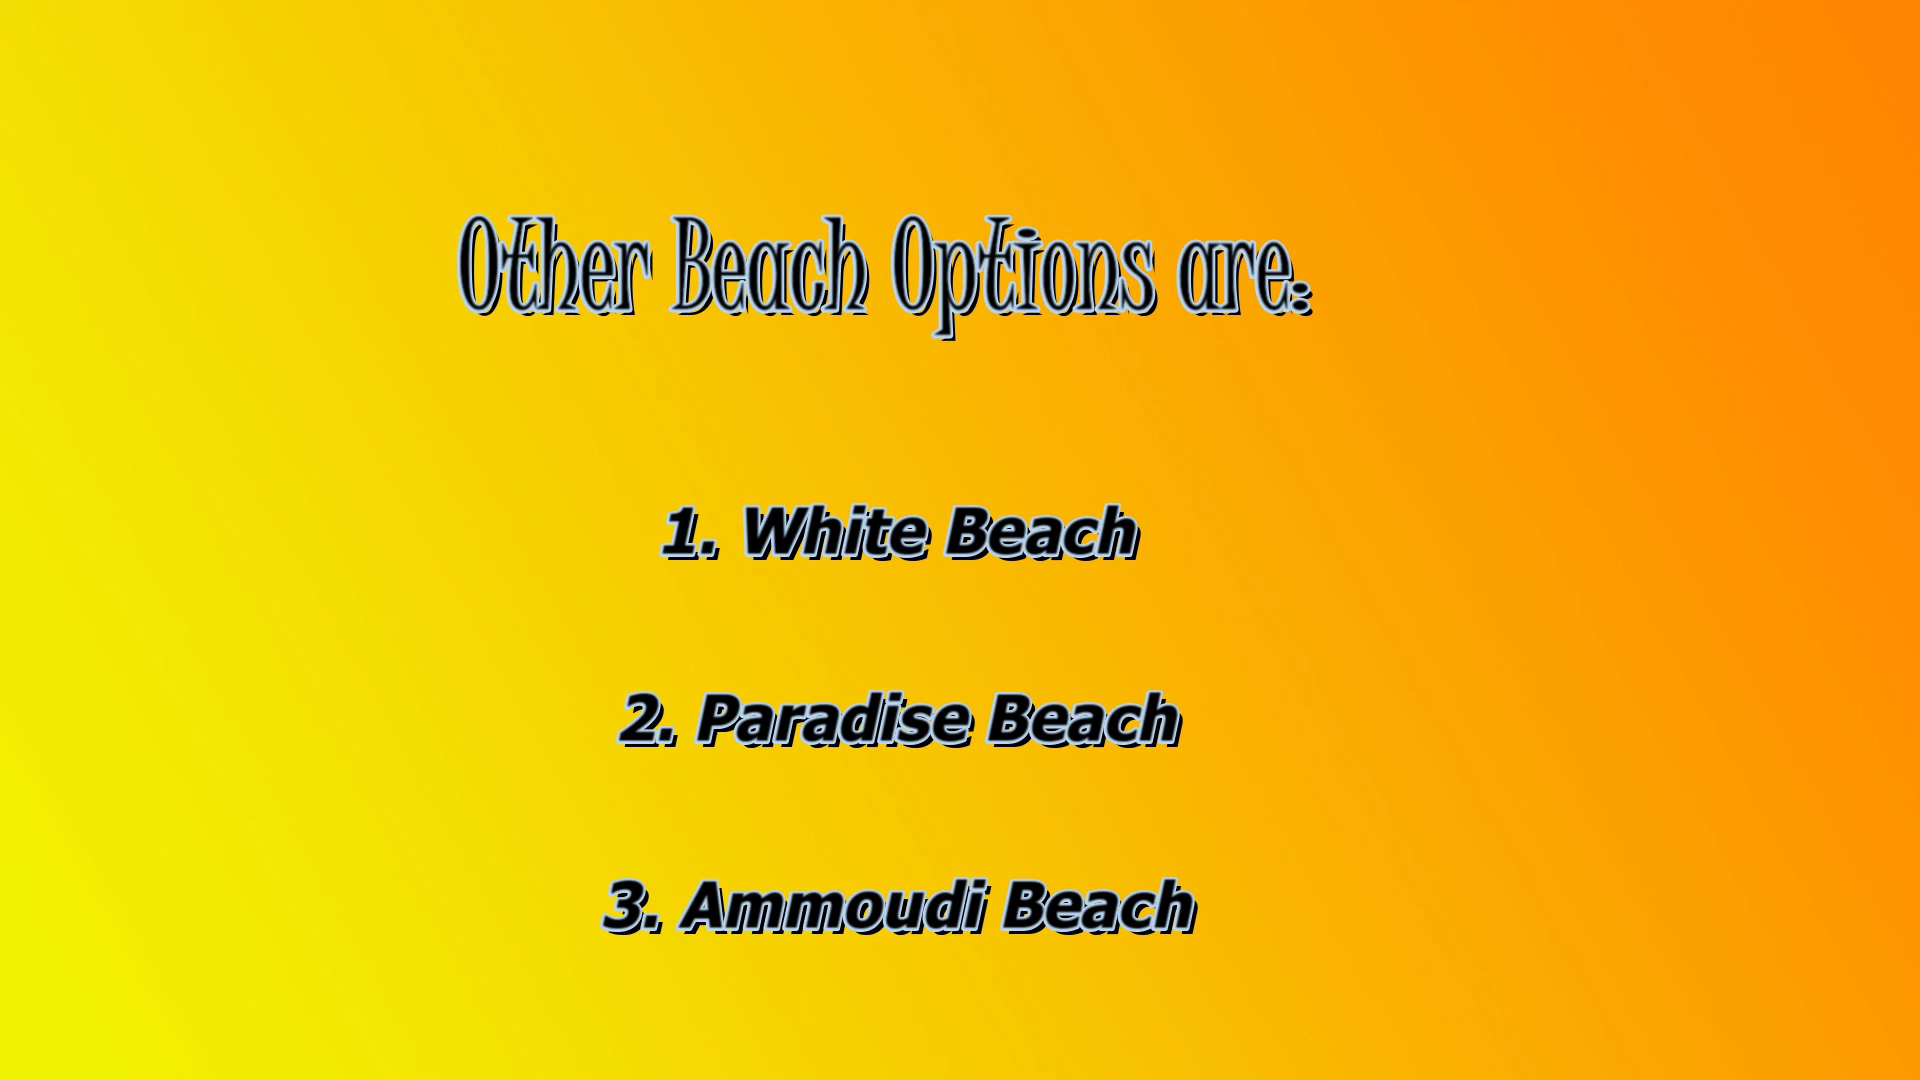 Other Beach Options are:
1. White Beach
2. Paradise Beach
3. Ammoudi Beach